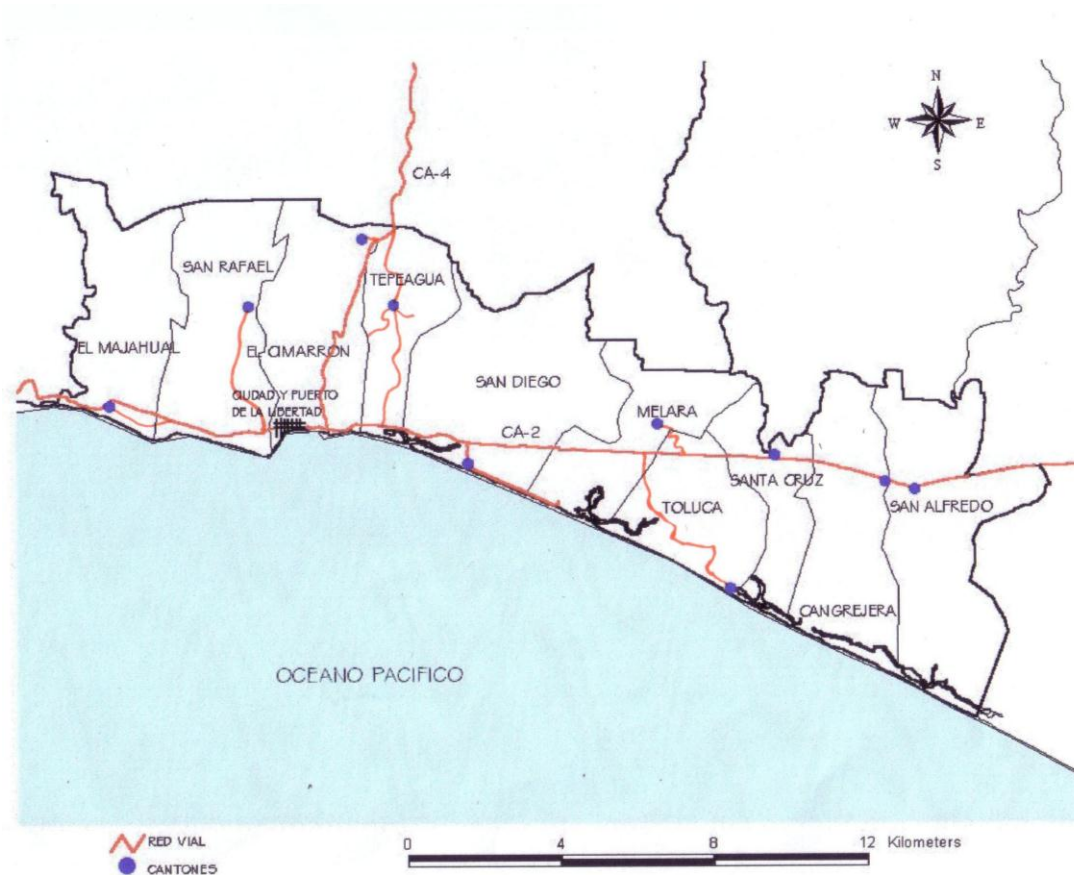 N
W E
S
CA-4
SAN RAFAEL
TEPEAGUA
EL MAJAHUAL
EL CIMARRON
SAN DIEGO
CIUDAD Y PUERTO
DE LA LIBERTAD
MELARA
CA-2
SANTA CRUZ
TOLUCA
SAN ALFREDO
CANGREJERA
OCEANO PACIFICO
RED VIAL
CANTONES
0 4 8 12 Kilometers